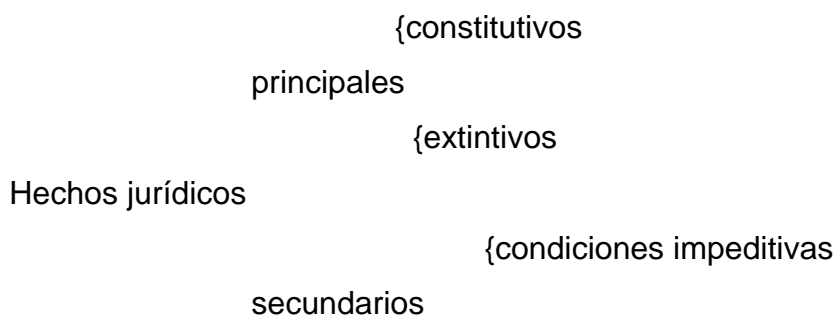 {constitutivos
principales
{extintivos
Hechos jurídicos
{condiciones impeditivas
secundarios